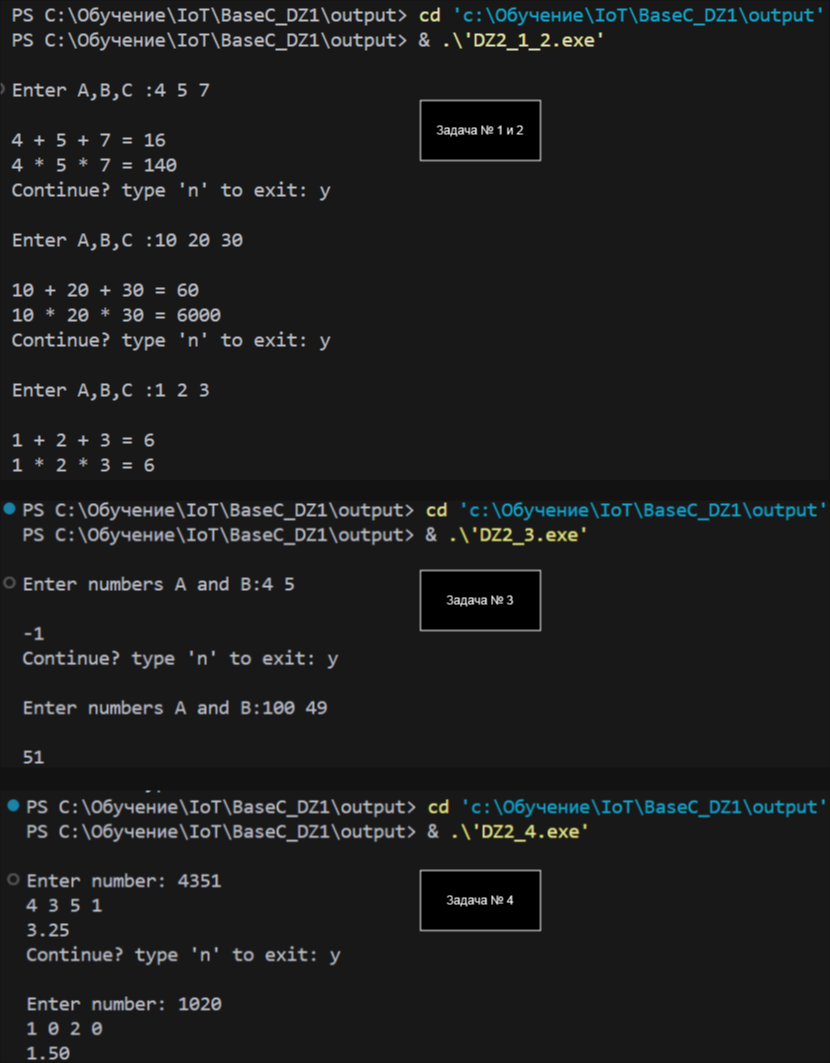 PS C:\Обучение\IoT\BaseC_DZ1\output> cd 'c:\Обучение\IoT\BaseC_DZ1\output'
PS C:\Обучение\IoT\BaseC_DZ1\output> & .\'DZ2_1_2.exe'
Enter A,B,C :4 5 7
Задача № 1 и 2
4 + 5 + 7 = 16
4 * 5 * 7 = 140
Continue? type 'n' to exit: y
Enter A,B,C :10 20 30
10 + 20 + 30 = 60
10 * 20 * 30 = 6000
Continue? type 'n' to exit: y
Enter A,B,C :1 2 3
1 + 2 + 3 = 6
1 * 2 * 3 = 6
PS C:\Обучение\IoT\BaseC_DZ1\output> cd 'c:\Обучение\IoT\BaseC_DZ1\output'
PS C:\Обучение\IoT\BaseC_DZ1\output> & .\'DZ2_3.exe'
Enter numbers A and B:4 5
Задача № 3
-1
Continue? type 'n' to exit: y
Enter numbers A and B:100 49
51
PS C:\Обучение\IoT\BaseC_DZ1\output> cd 'c:\Обучение\IoT\BaseC_DZ1\output'
PS C:\Обучение\IoT\BaseC_DZ1\output> & .\'DZ2_4.exe'
Enter number: 4351
Задача № 4
4 3 5 1
3.25
Continue? type 'n' to exit: y
Enter number: 1020
1 0 2 0
1.50